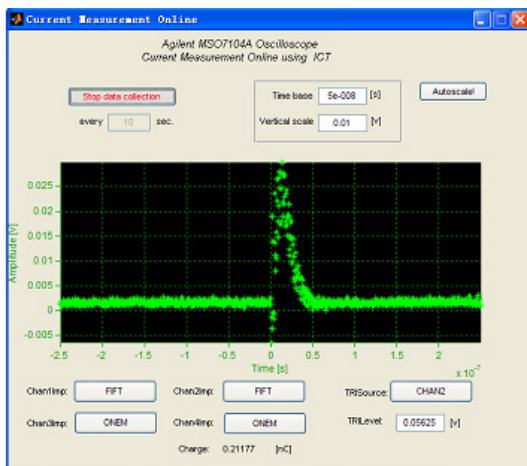 Current Measurement Online
Agilent MSO7104A Oscilloscope
Current Measurement Online using ICT
Stop data collection
every 10 sec.
Time base 5e-008 [s]
Vertical scale 0.01 [v]
Autoscale!
Amplitude [V]
0.025
0.02
0.015
0.01
0.005
0
-0.005
-2.5 -2 -1.5 -1 -0.5 0 0.5 1 1.5 2
Time [s]
x 10^-7
Chan1Imp: FIFT Chan2Imp: FIFT TRISource: CHAN2
Chan3Imp: ONEM Chan4Imp: ONEM TRILevel: 0.05625 [v]
Charge: 0.21177 [nC]